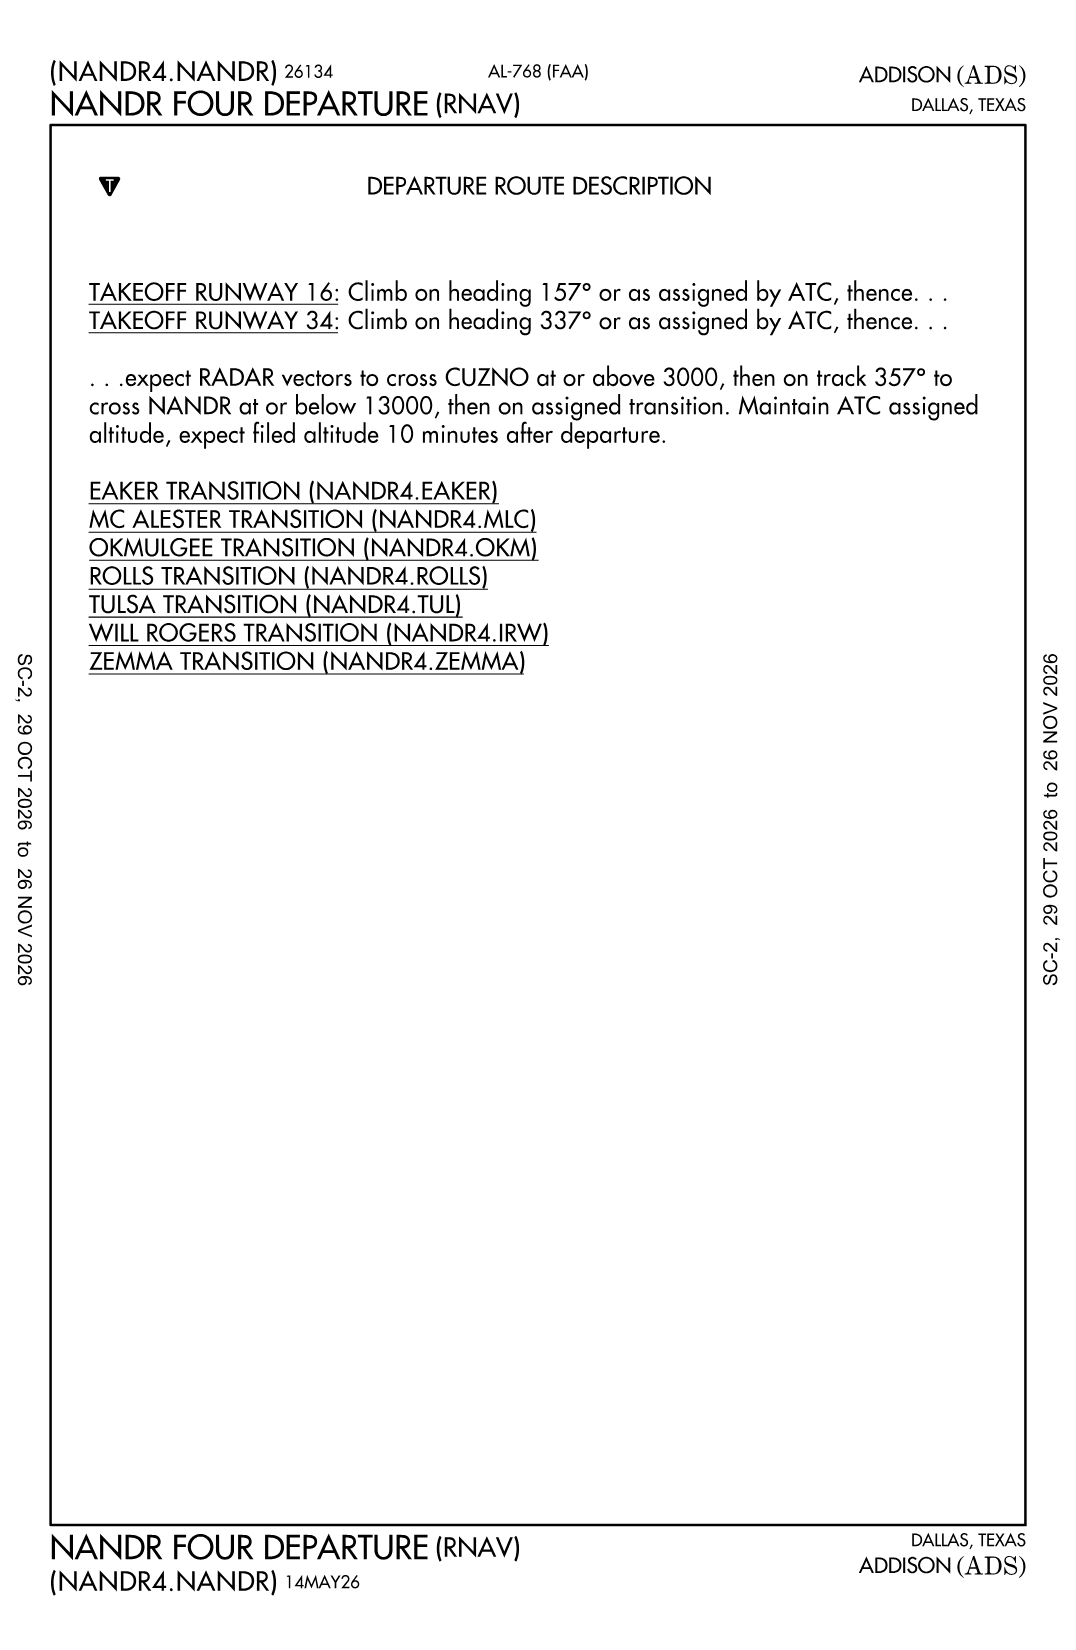 (NANDR4.NANDR) 26134 AL-768 (FAA) ADDISON (ADS)
NANDR FOUR DEPARTURE (RNAV) DALLAS, TEXAS
T DEPARTURE ROUTE DESCRIPTION
TAKEOFF RUNWAY 16: Climb on heading 157° or as assigned by ATC, thence. . .
TAKEOFF RUNWAY 34: Climb on heading 337° or as assigned by ATC, thence. . .
. . .expect RADAR vectors to cross CUZNO at or above 3000, then on track 357° to
cross NANDR at or below 13000, then on assigned transition. Maintain ATC assigned
altitude, expect filed altitude 10 minutes after departure.
EAKER TRANSITION (NANDR4.EAKER)
MC ALESTER TRANSITION (NANDR4.MLC)
OKMULGEE TRANSITION (NANDR4.OKM)
ROLLS TRANSITION (NANDR4.ROLLS)
TULSA TRANSITION (NANDR4.TUL)
WILL ROGERS TRANSITION (NANDR4.IRW)
ZEMMA TRANSITION (NANDR4.ZEMMA)
SC-2, 29 OCT 2026 to 26 NOV 2026
SC-2, 29 OCT 2026 to 26 NOV 2026
NANDR FOUR DEPARTURE (RNAV) DALLAS, TEXAS
(NANDR4.NANDR) 14MAY26 ADDISON (ADS)